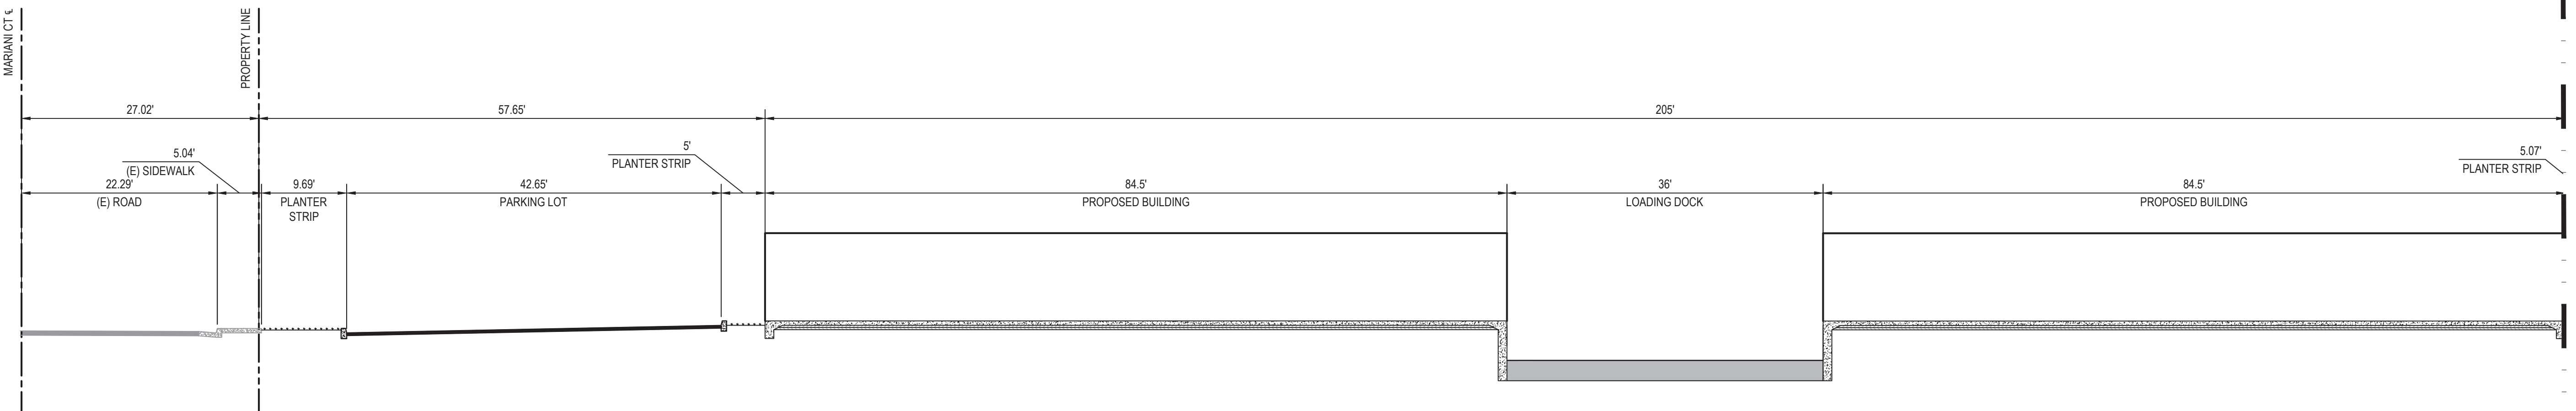 MARIANI CT ℄
PROPERTY LINE
27.02'
57.65'
205'
5.04'
(E) SIDEWALK
5'
PLANTER STRIP
5.07'
PLANTER STRIP
22.29'
(E) ROAD
9.69'
PLANTER
STRIP
42.65'
PARKING LOT
84.5'
PROPOSED BUILDING
36'
LOADING DOCK
84.5'
PROPOSED BUILDING